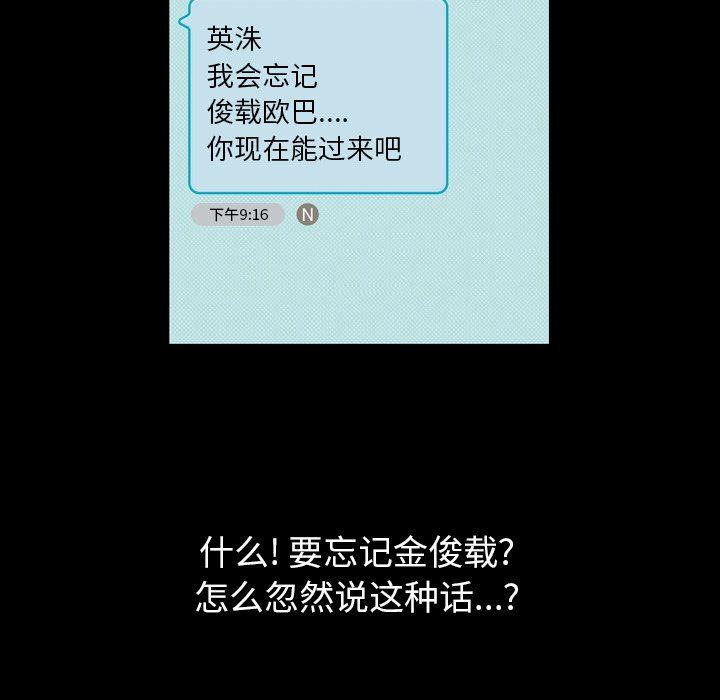 英洙
我会忘记
俊载欧巴....
你现在能过来吧
下午9:16 N
什么! 要忘记金俊载?
怎么忽然说这种话...?